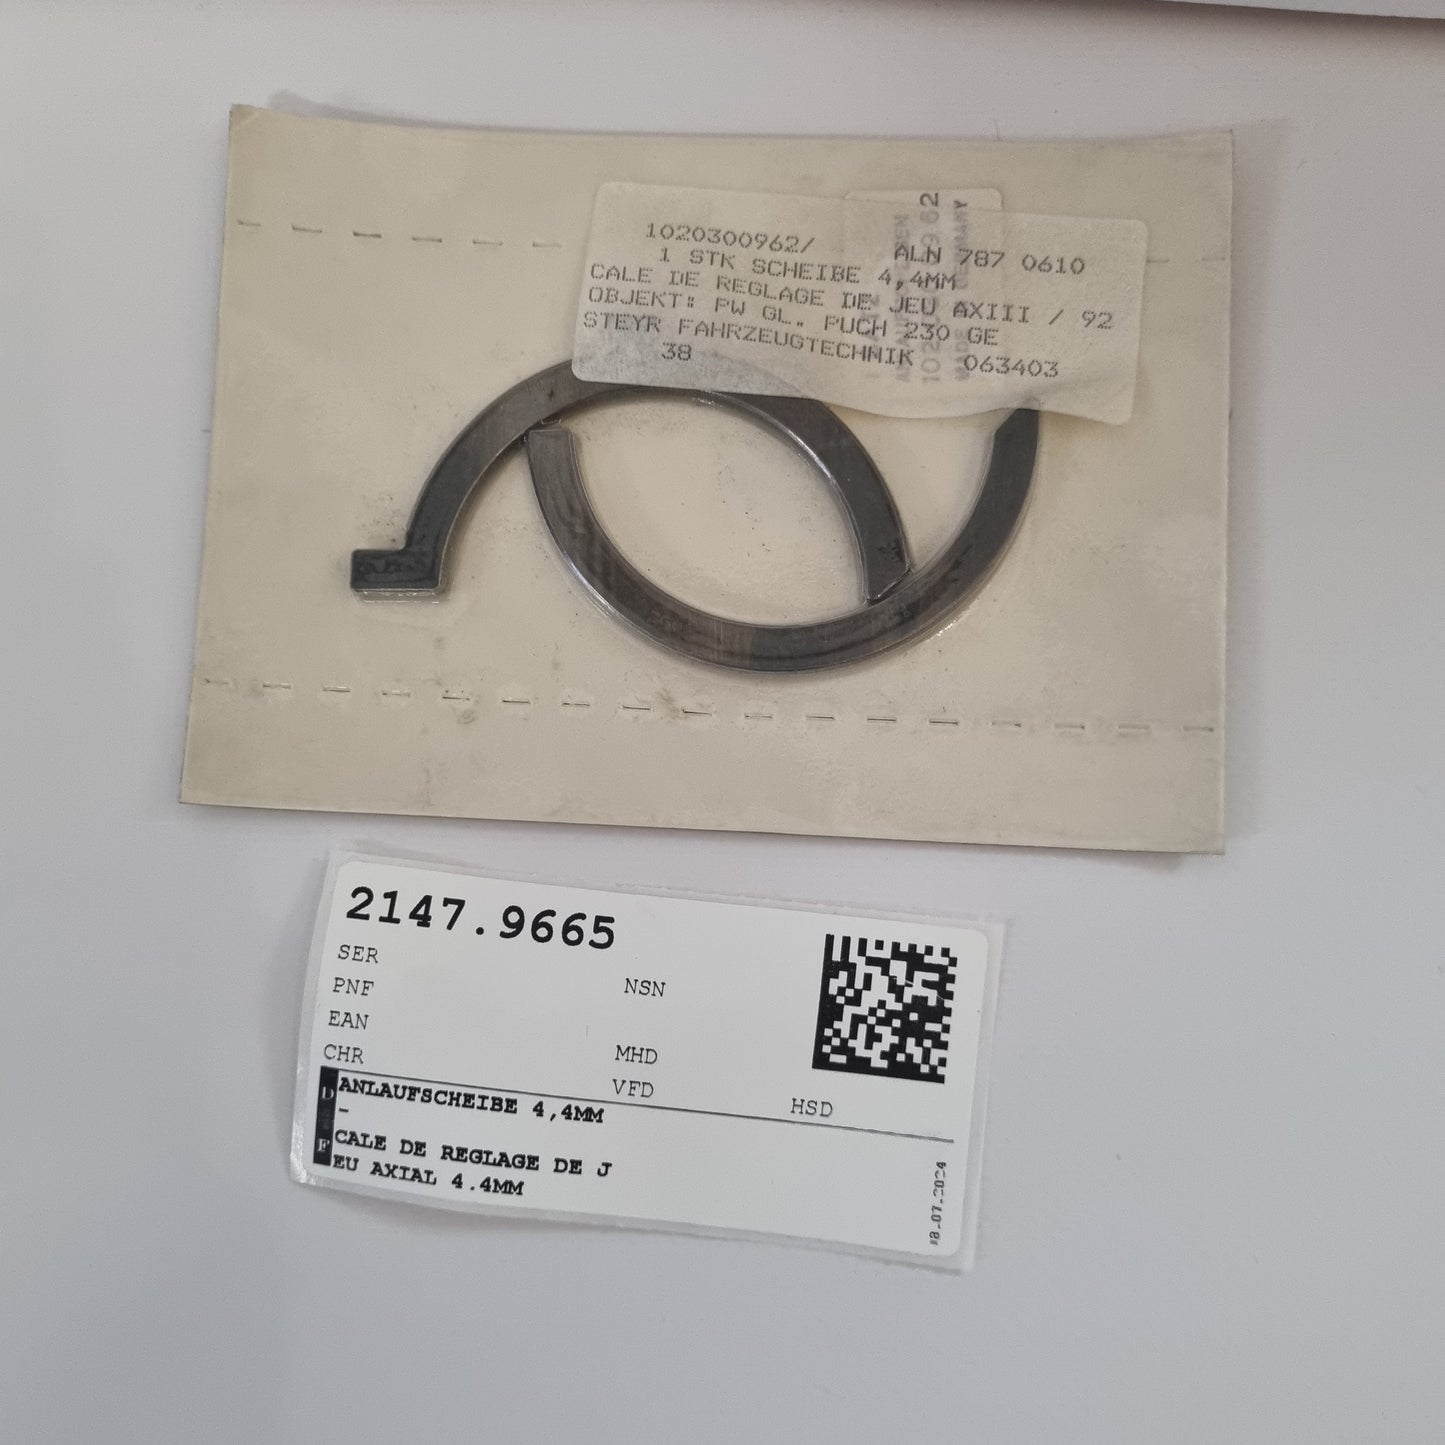 1020300962/ ALN 787 0610
1 STK SCHEIBE 4,4MM
CALE DE REGLAGE DE JEU AXIII / 92
OBJEKT: PW GL. PUCH 230 GE
STEYR FAHRZEUGTECHNIK 063403
38
2147.9665
SER
PNF NSN
EAN
CHR MHD
VFD
HSD
D ANLAUFSCHEIBE 4,4MM
-
F CALE DE REGLAGE DE J
EU AXIAL 4.4MM